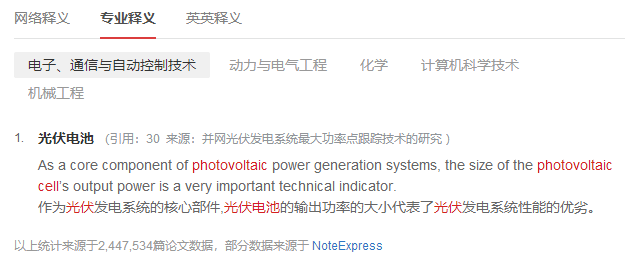 网络释义 专业释义 英英释义
电子、通信与自动控制技术 动力与电气工程 化学 计算机科学技术
机械工程
1. 光伏电池 (引用：30 来源：并网光伏发电系统最大功率点跟踪技术的研究 )
As a core component of photovoltaic power generation systems, the size of the photovoltaic
cell's output power is a very important technical indicator.
作为光伏发电系统的核心部件,光伏电池的输出功率的大小代表了光伏发电系统性能的优劣。
以上统计来源于2,447,534篇论文数据，部分数据来源于 NoteExpress